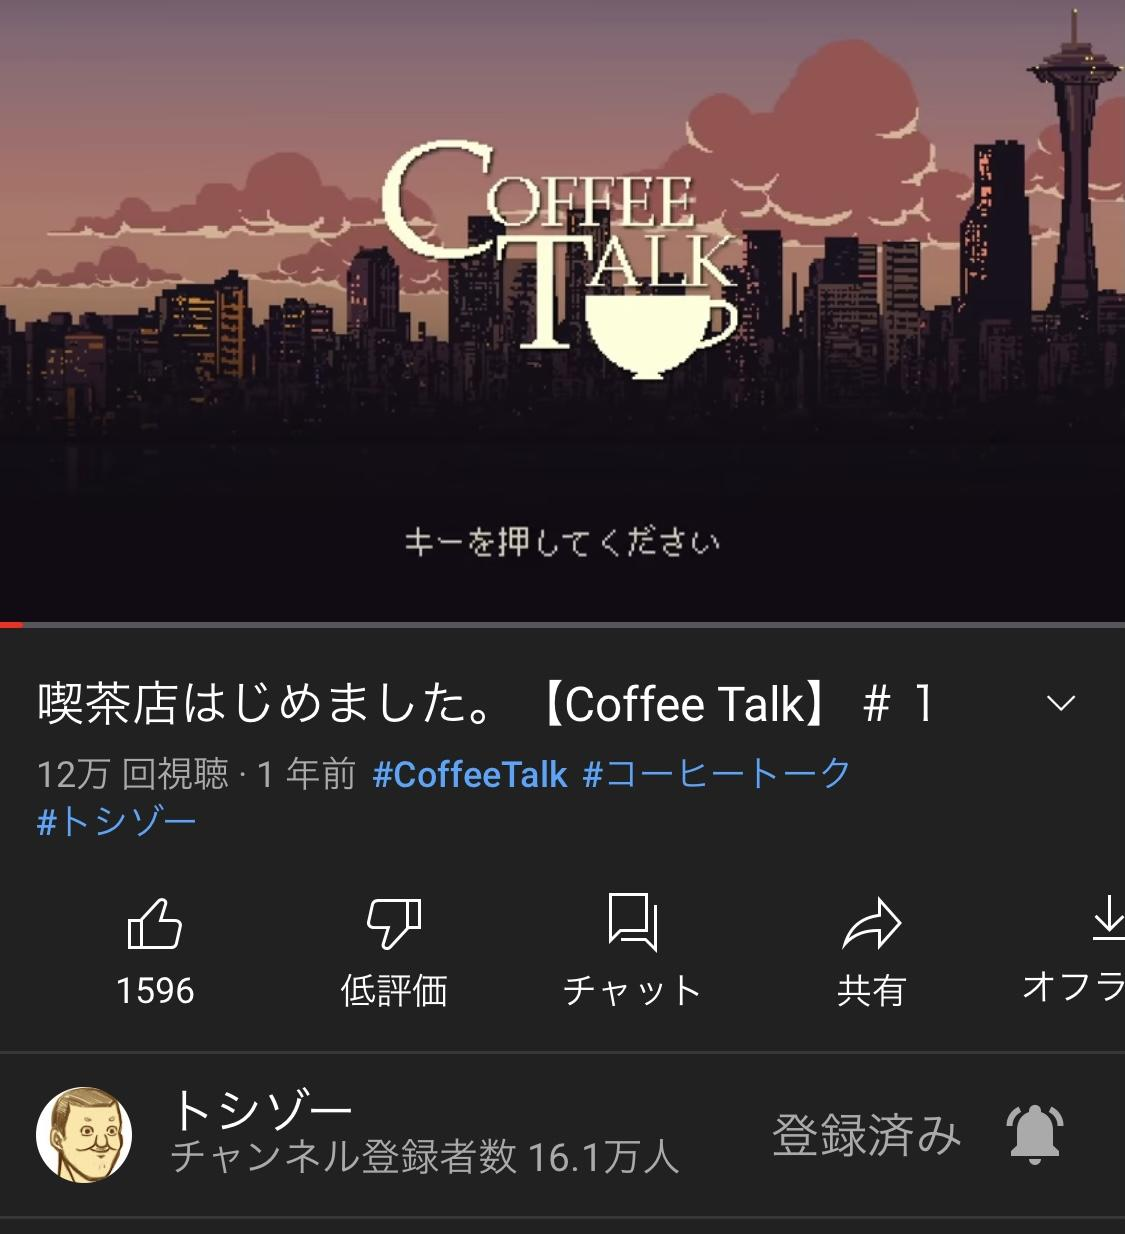 COFFEE
TALK
キーを押してください
喫茶店はじめました。【Coffee Talk】 # 1
12万 回視聴 · 1 年前 #CoffeeTalk #コーヒートーク
#トシゾー
1596 低評価 チャット 共有 オフラ
トシゾー
チャンネル登録者数 16.1万人
登録済み